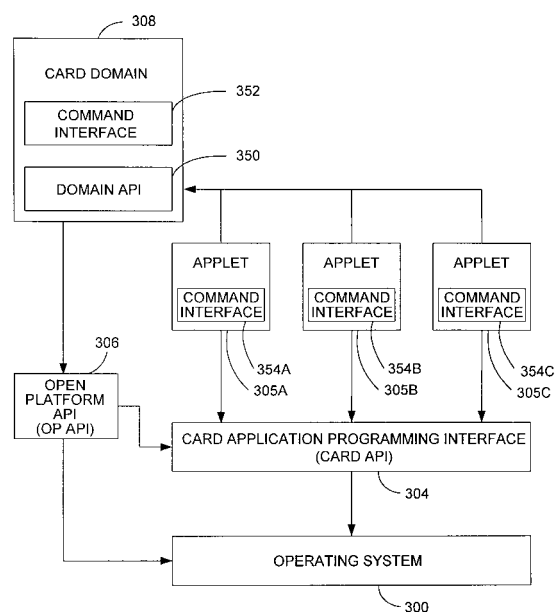 308
CARD DOMAIN
352
COMMAND
INTERFACE
350
DOMAIN API
APPLET
APPLET
APPLET
COMMAND
INTERFACE
COMMAND
INTERFACE
COMMAND
INTERFACE
354A
354B
354C
305A
305B
305C
306
OPEN
PLATFORM
API
(OP API)
CARD APPLICATION PROGRAMMING INTERFACE
(CARD API)
304
OPERATING SYSTEM
300